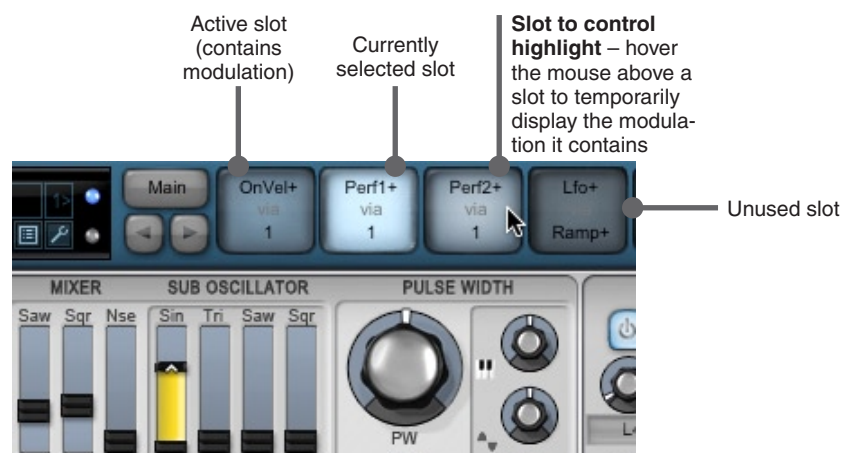 Active slot
(contains
modulation)
Currently
selected slot
Slot to control
highlight – hover
the mouse above a
slot to temporarily
display the modula-
tion it contains
Unused slot
1>
Main
OnVel+
via
1
Perf1+
via
1
Perf2+
via
1
Lfo+
Ramp+
MIXER
SUB OSCILLATOR
PULSE WIDTH
Saw Sqr Nse Sin Tri Saw Sqr
PW